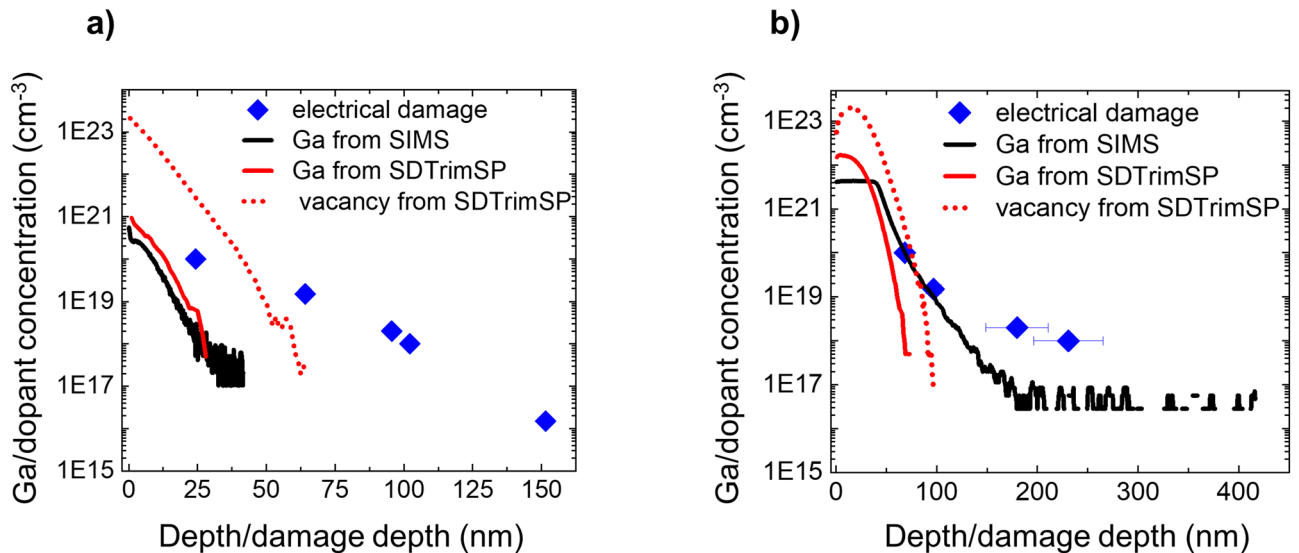 a)
Ga/dopant concentration (cm-3)
1E23
1E21
1E19
1E17
1E15
electrical damage
Ga from SIMS
Ga from SDTrimSP
vacancy from SDTrimSP
0 25 50 75 100 125 150
Depth/damage depth (nm)
b)
Ga/dopant concentration (cm-3)
1E23
1E21
1E19
1E17
1E15
electrical damage
Ga from SIMS
Ga from SDTrimSP
vacancy from SDTrimSP
0 100 200 300 400
Depth/damage depth (nm)